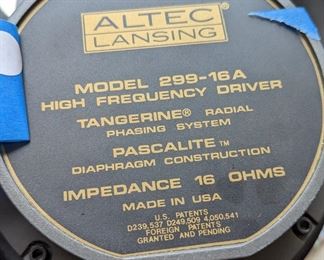 ALTEC
LANSING
MODEL 299-16A
HIGH FREQUENCY DRIVER
TANGERINE® RADIAL
PHASING SYSTEM
PASCALITE™
DIAPHRAGM CONSTRUCTION
IMPEDANCE 16 OHMS
MADE IN USA
U.S. PATENTS
D239,537 D249,509 4,050,541
FOREIGN PATENTS
GRANTED AND PENDING